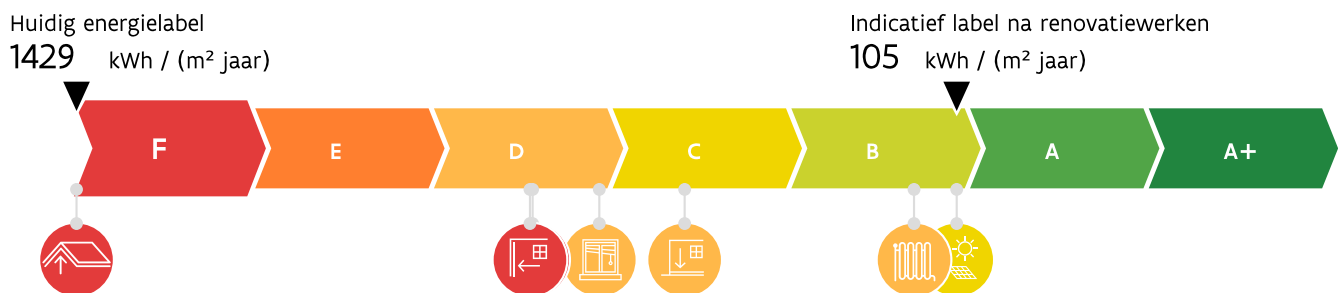 Huidig energielabel
1429 kWh / (m² jaar)
Indicatief label na renovatiewerken
105 kWh / (m² jaar)
F E D C B A A+